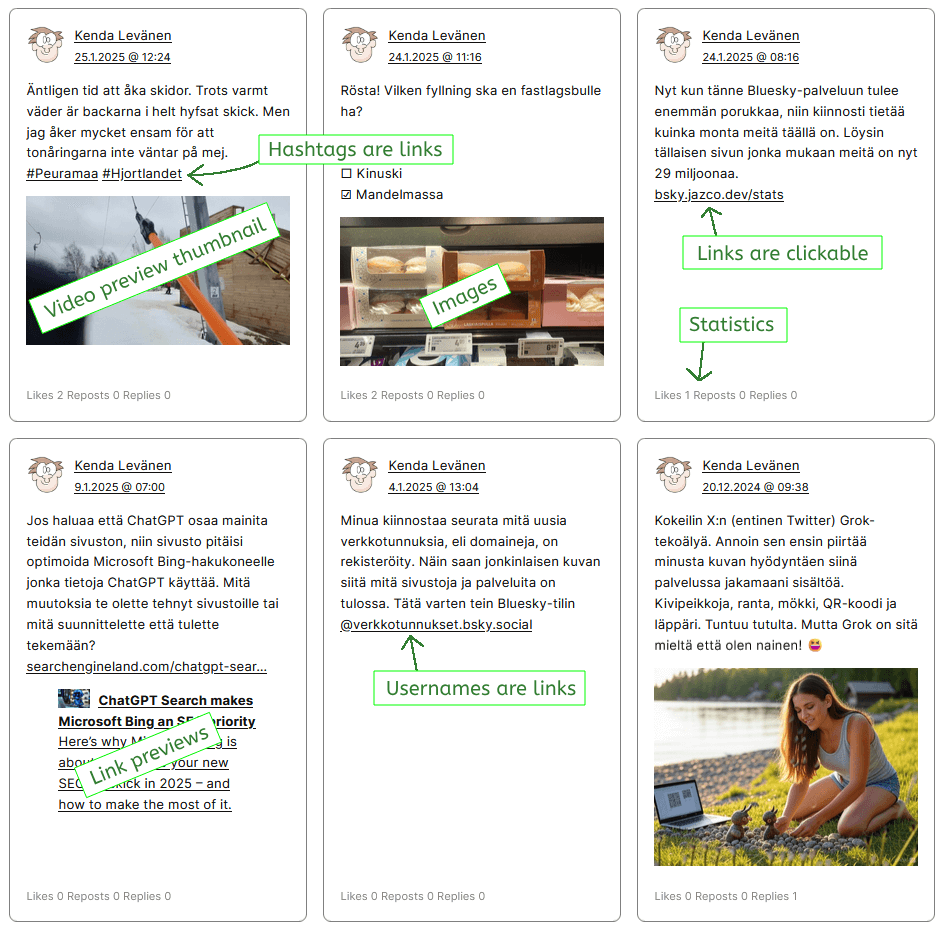 Kenda Levänen
25.1.2025 @ 12:24
Äntligen tid att åka skidor. Trots varmt
väder är backarna i helt hyfsat skick. Men
jag åker mycket ensam för att
tonåringarna inte väntar på mej.
#Peuramaa #Hjortlandet
Hashtags are links
Video preview thumbnail
Likes 2 Reposts 0 Replies 0
Kenda Levänen
24.1.2025 @ 11:16
Rösta! Vilken fyllning ska en fastlagsbulle
ha?
☐ Kinuski
☑ Mandelmassa
Images
Likes 2 Reposts 0 Replies 0
Kenda Levänen
24.1.2025 @ 08:16
Nyt kun tänne Bluesky-palveluun tulee
enemmän porukkaa, niin kiinnosti tietää
kuinka monta meitä täällä on. Löysin
tällaisen sivun jonka mukaan meitä on nyt
29 miljoonaa.
bsky.jazco.dev/stats
Links are clickable
Statistics
Likes 1 Reposts 0 Replies 0
Kenda Levänen
9.1.2025 @ 07:00
Jos haluaa että ChatGPT osaa mainita
teidän sivuston, niin sivusto pitäisi
optimoida Microsoft Bing-hakukoneelle
jonka tietoja ChatGPT käyttää. Mitä
muutoksia te olette tehnyt sivustoille tai
mitä suunnittelette että tulette
tekemään?
searchengineland.com/chatgpt-sear...
ChatGPT Search makes
Microsoft Bing an SEO priority
Here's why is
your new
SEO in 2025 – and
how to make the most of it.
Link previews
Likes 0 Reposts 0 Replies 0
Kenda Levänen
4.1.2025 @ 13:04
Minua kiinnostaa seurata mitä uusia
verkkotunnuksia, eli domaineja, on
rekisteröity. Näin saan jonkinlaisen kuvan
siitä mitä sivustoja ja palveluita on
tulossa. Tätä varten tein Bluesky-tilin
@verkkotunnukset.bsky.social
Usernames are links
Likes 0 Reposts 0 Replies 0
Kenda Levänen
20.12.2024 @ 09:38
Kokeilin X:n (entinen Twitter) Grok-
tekoälyä. Annoin sen ensin piirtää
minusta kuvan hyödyntäen siinä
palvelussa jakamaani sisältöä.
Kivipeikkoja, ranta, mökki, QR-koodi ja
läppäri. Tuntuu tutulta. Mutta Grok on sitä
mieltä että olen nainen! 😆
Likes 0 Reposts 0 Replies 1